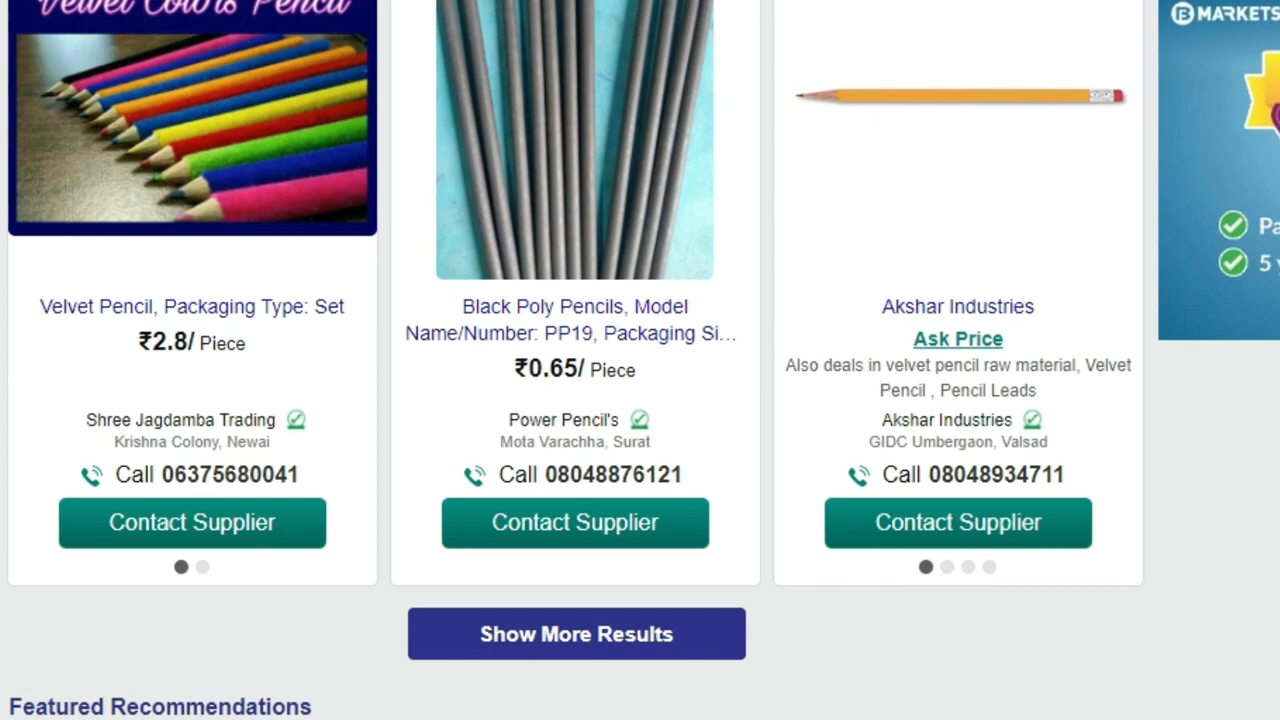 Velvet Colors Pencil
MARKETS
Pa
5
Velvet Pencil, Packaging Type: Set
₹2.8/ Piece
Shree Jagdamba Trading
Krishna Colony, Newai
Call 06375680041
Contact Supplier
Black Poly Pencils, Model
Name/Number: PP19, Packaging Si...
₹0.65/ Piece
Power Pencil's
Mota Varachha, Surat
Call 08048876121
Contact Supplier
Akshar Industries
Ask Price
Also deals in velvet pencil raw material, Velvet
Pencil , Pencil Leads
Akshar Industries
GIDC Umbergaon, Valsad
Call 08048934711
Contact Supplier
Show More Results
Featured Recommendations